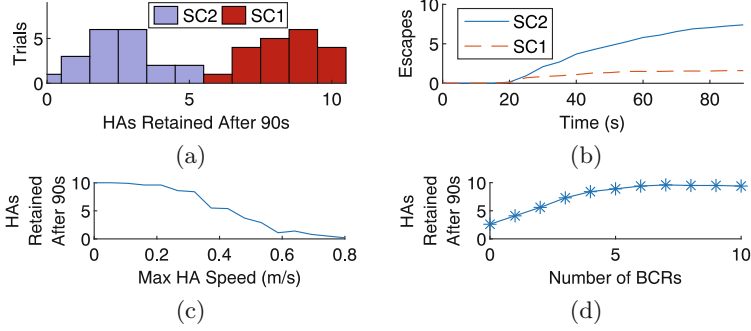 SC2 SC1
Trials
5
0
0 5 10
HAs Retained After 90s
(a)
SC2
SC1
Escapes
10
5
0
0 20 40 60 80
Time (s)
(b)
HAs
Retained
After 90s
10
5
0
0 0.2 0.4 0.6 0.8
Max HA Speed (m/s)
(c)
HAs
Retained
After 90s
10
5
0
0 5 10
Number of BCRs
(d)